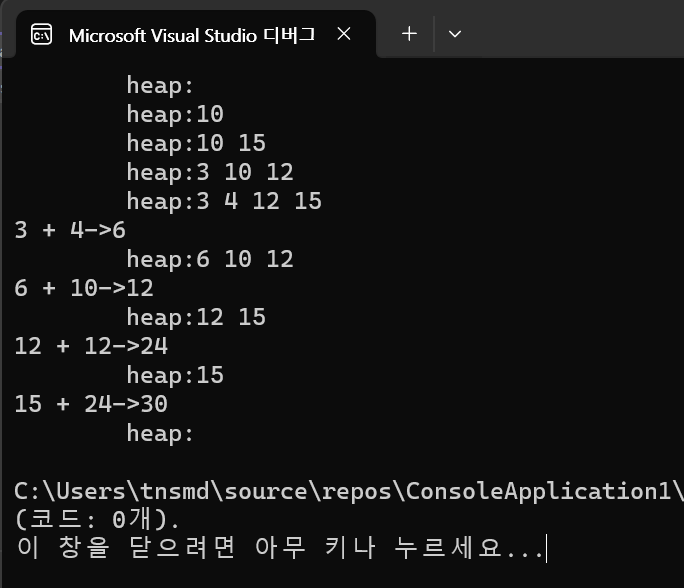 Microsoft Visual Studio 디버그
heap:
heap:10
heap:10 15
heap:3 10 12
heap:3 4 12 15
3 + 4->6
heap:6 10 12
6 + 10->12
heap:12 15
12 + 12->24
heap:15
15 + 24->30
heap:
C:\Users\tnsmd\source\repos\ConsoleApplication1\
(코드: 0개).
이 창을 닫으려면 아무 키나 누르세요...